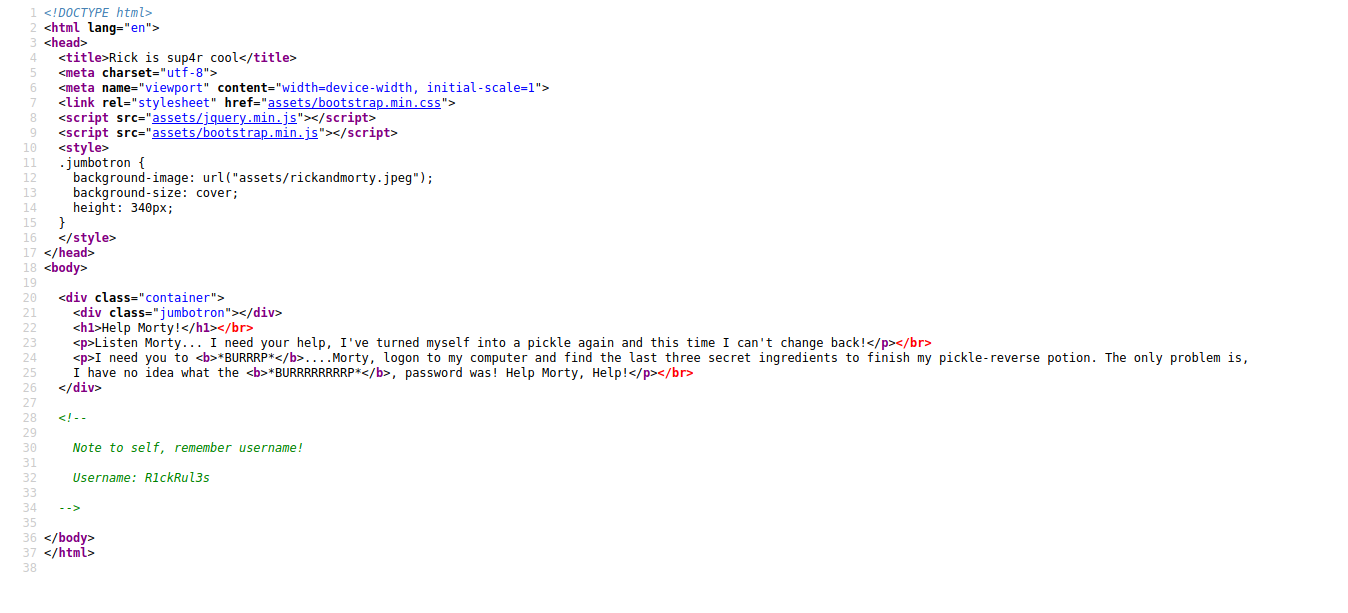 1 <!DOCTYPE html>
2 <html lang="en">
3 <head>
4   <title>Rick is sup4r cool</title>
5   <meta charset="utf-8">
6   <meta name="viewport" content="width=device-width, initial-scale=1">
7   <link rel="stylesheet" href="assets/bootstrap.min.css">
8   <script src="assets/jquery.min.js"></script>
9   <script src="assets/bootstrap.min.js"></script>
10   <style>
11   .jumbotron {
12     background-image: url("assets/rickandmorty.jpeg");
13     background-size: cover;
14     height: 340px;
15   }
16   </style>
17 </head>
18 <body>
19
20   <div class="container">
21     <div class="jumbotron"></div>
22     <h1>Help Morty!</h1></br>
23     <p>Listen Morty... I need your help, I've turned myself into a pickle again and this time I can't change back!</p></br>
24     <p>I need you to <b>*BURRRP*</b>....Morty, logon to my computer and find the last three secret ingredients to finish my pickle-reverse potion. The only problem is,
25     I have no idea what the <b>*BURRRRRRRRP*</b>, password was! Help Morty, Help!</p></br>
26   </div>
27
28   <!--
29
30     Note to self, remember username!
31
32     Username: R1ckRul3s
33
34   -->
35
36 </body>
37 </html>
38